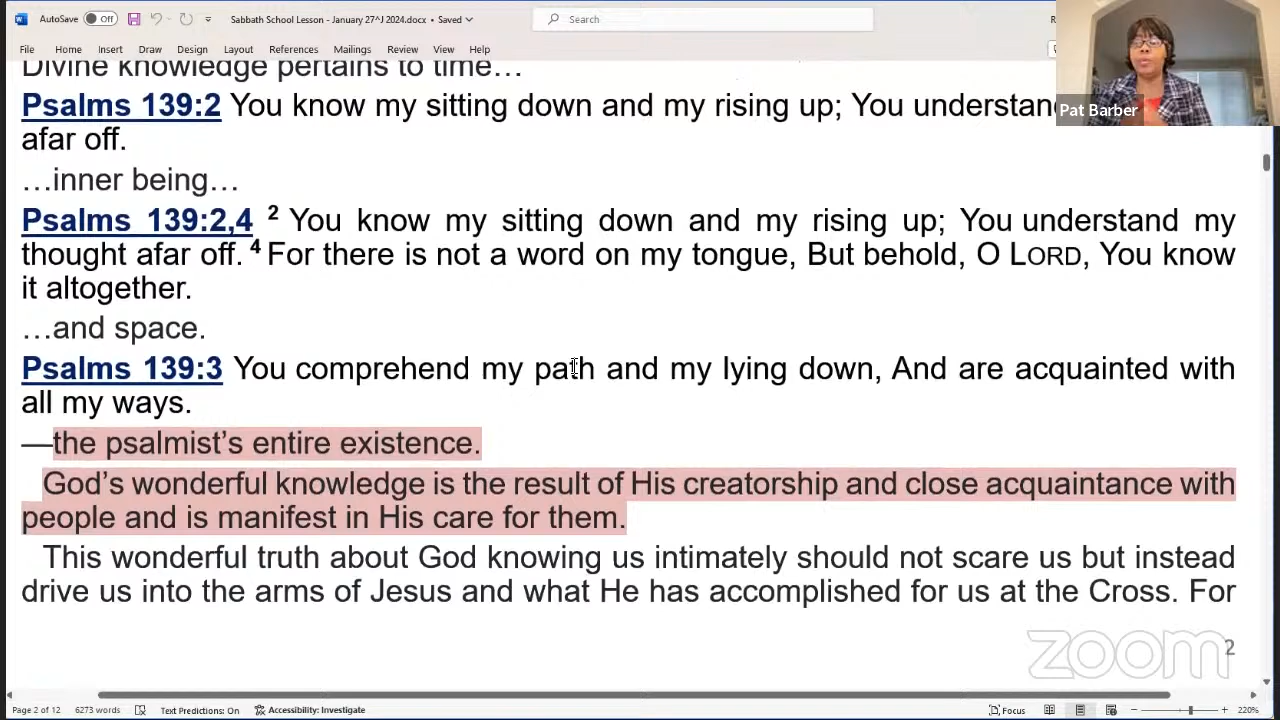 AutoSave Off Sabbath School Lesson - January 27^J 2024.docx • Saved Search R
File Home Insert Draw Design Layout References Mailings Review View Help
Pat Barber
Divine knowledge pertains to time…
Psalms 139:2 You know my sitting down and my rising up; You understand
afar off.
…inner being…
Psalms 139:2,4 2 You know my sitting down and my rising up; You understand my
thought afar off. 4 For there is not a word on my tongue, But behold, O LORD, You know
it altogether.
…and space.
Psalms 139:3 You comprehend my path and my lying down, And are acquainted with
all my ways.
—the psalmist’s entire existence.
God’s wonderful knowledge is the result of His creatorship and close acquaintance with
people and is manifest in His care for them.
This wonderful truth about God knowing us intimately should not scare us but instead
drive us into the arms of Jesus and what He has accomplished for us at the Cross. For
zoom
2
Page 2 of 12 6273 words Text Predictions: On Accessibility: Investigate Focus 220%